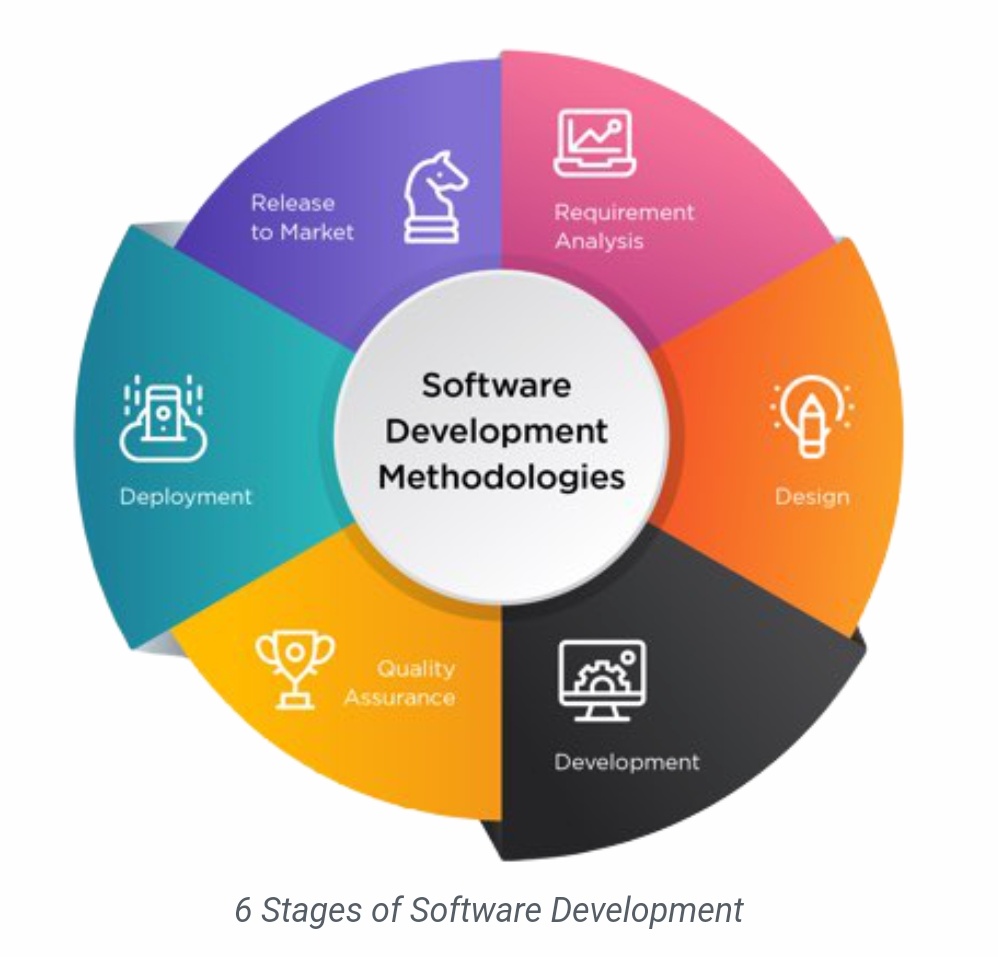 Software
Development
Methodologies
Requirement
Analysis
Design
Development
Quality
Assurance
Deployment
Release
to Market
6 Stages of Software Development